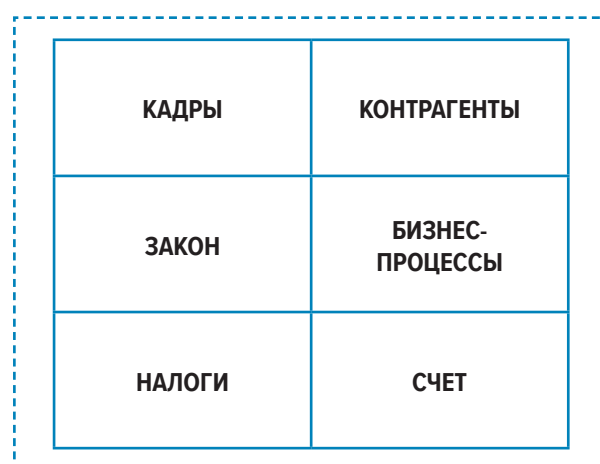 КАДРЫ
КОНТРАГЕНТЫ
ЗАКОН
БИЗНЕС-
ПРОЦЕССЫ
НАЛОГИ
СЧЕТ